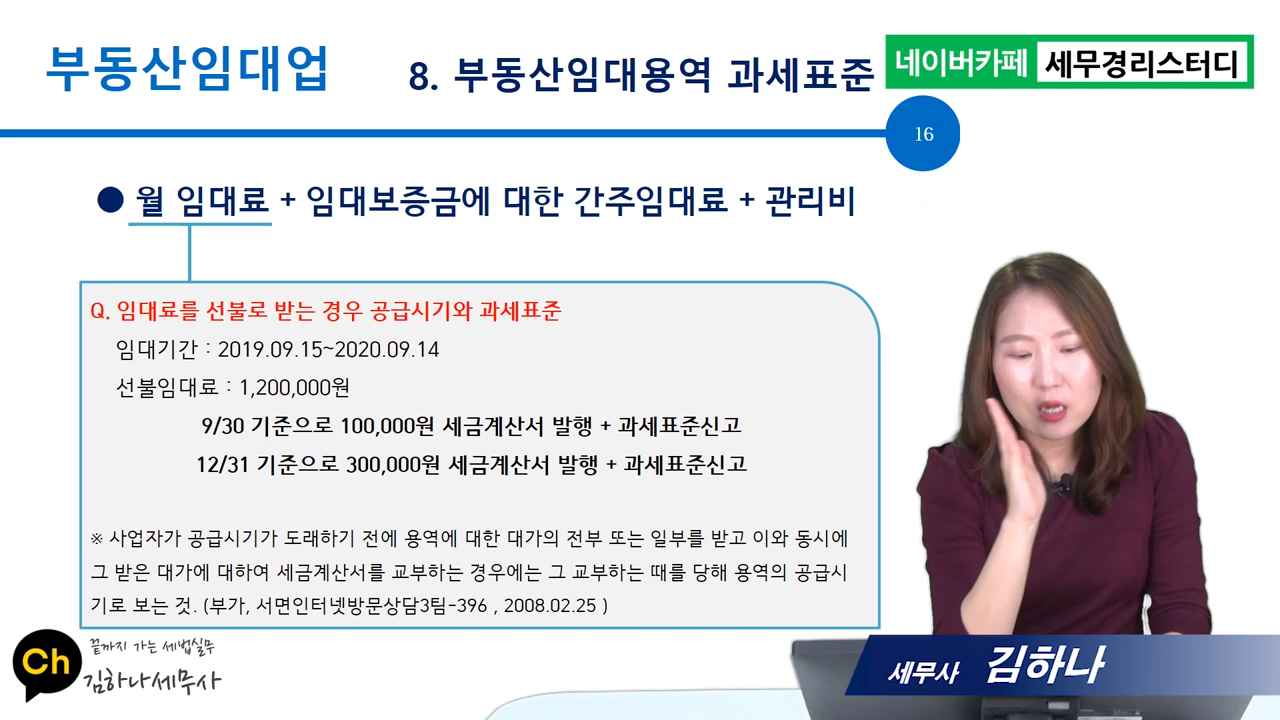 부동산임대업
8. 부동산임대용역 과세표준
네이버카페 세무경리스터디
16
● 월 임대료 + 임대보증금에 대한 간주임대료 + 관리비
Q. 임대료를 선불로 받는 경우 공급시기와 과세표준
임대기간 : 2019.09.15~2020.09.14
선불임대료 : 1,200,000원
9/30 기준으로 100,000원 세금계산서 발행 + 과세표준신고
12/31 기준으로 300,000원 세금계산서 발행 + 과세표준신고
※ 사업자가 공급시기가 도래하기 전에 용역에 대한 대가의 전부 또는 일부를 받고 이와 동시에
그 받은 대가에 대하여 세금계산서를 교부하는 경우에는 그 교부하는 때를 당해 용역의 공급시
기로 보는 것. (부가, 서면인터넷방문상담3팀-396 , 2008.02.25 )
Ch
끝까지 가는 세법실무
김하나세무사
세무사 김하나